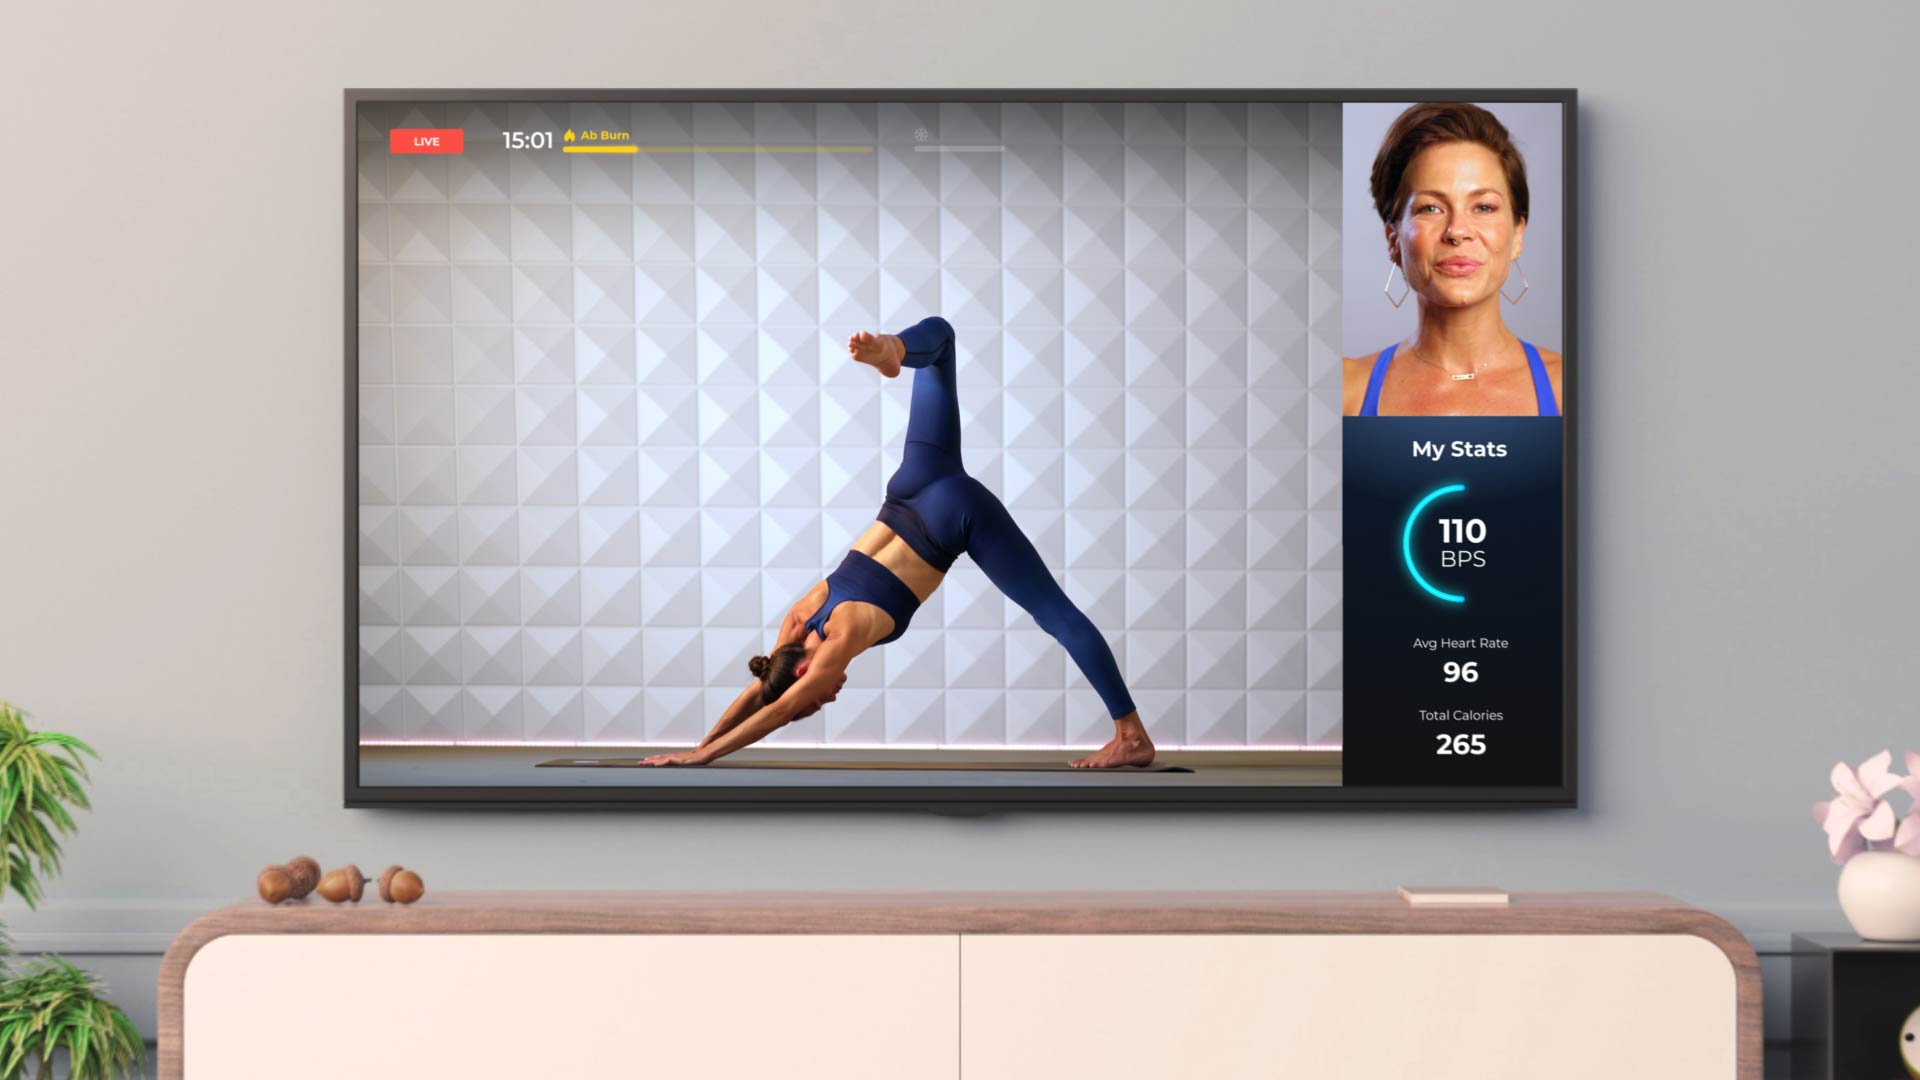 LIVE
15:01
Ab Burn
My Stats
110
BPS
Avg Heart Rate
96
Total Calories
265